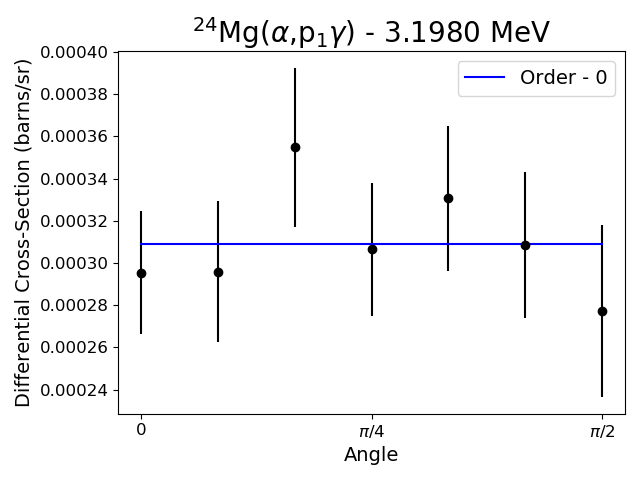 ²⁴Mg(α,p₁γ) - 3.1980 MeV
Differential Cross-Section (barns/sr)
0.00040
0.00038
0.00036
0.00034
0.00032
0.00030
0.00028
0.00026
0.00024
Order - 0
0
π/4
π/2
Angle